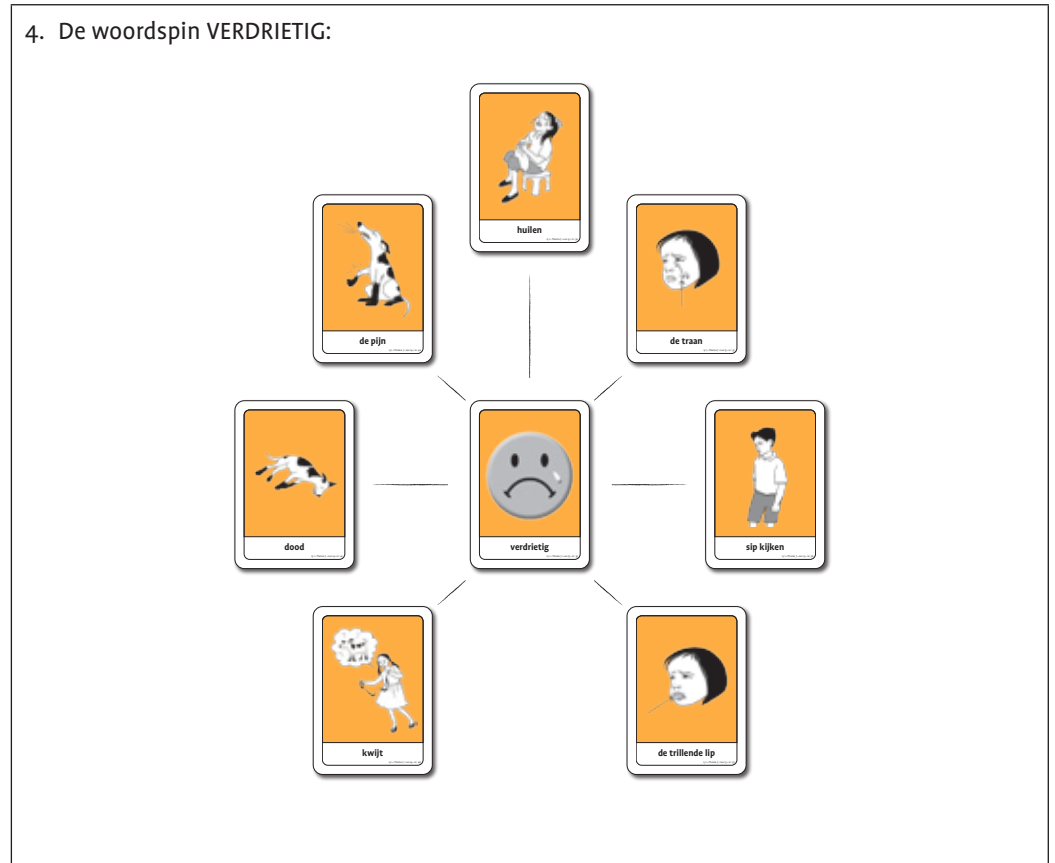 4. De woordspin VERDRIETIG:
huilen
de pijn
de traan
dood
verdrietig
sip kijken
kwijt
de trillende lip